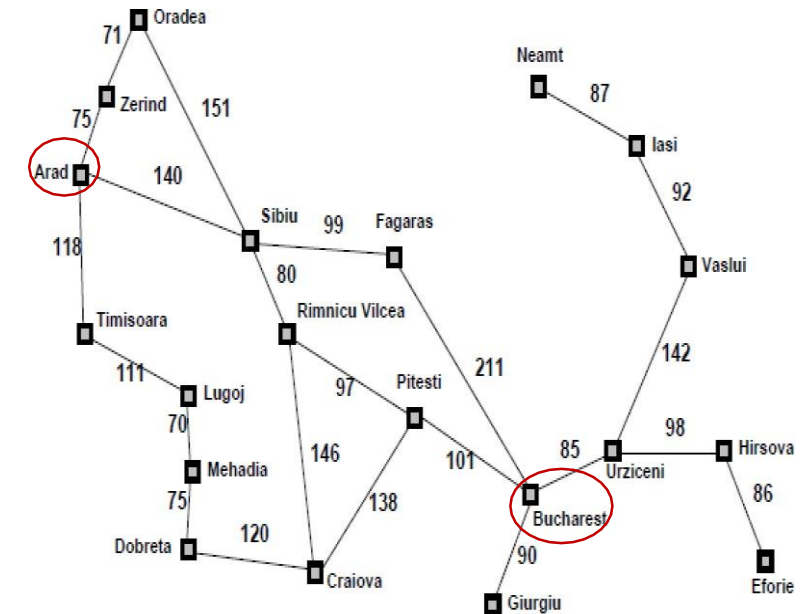 Oradea
71
Neamt
87
Zerind
151
75
Iasi
Arad
140
92
Sibiu
99
Fagaras
118
80
Vaslui
Timisoara
Rimnicu Vilcea
111
142
211
Lugoj
97
Pitesti
70
98
Hirsova
146
85
Urziceni
Mehadia
101
75
138
86
Bucharest
120
Dobreta
90
Craiova
Eforie
Giurgiu